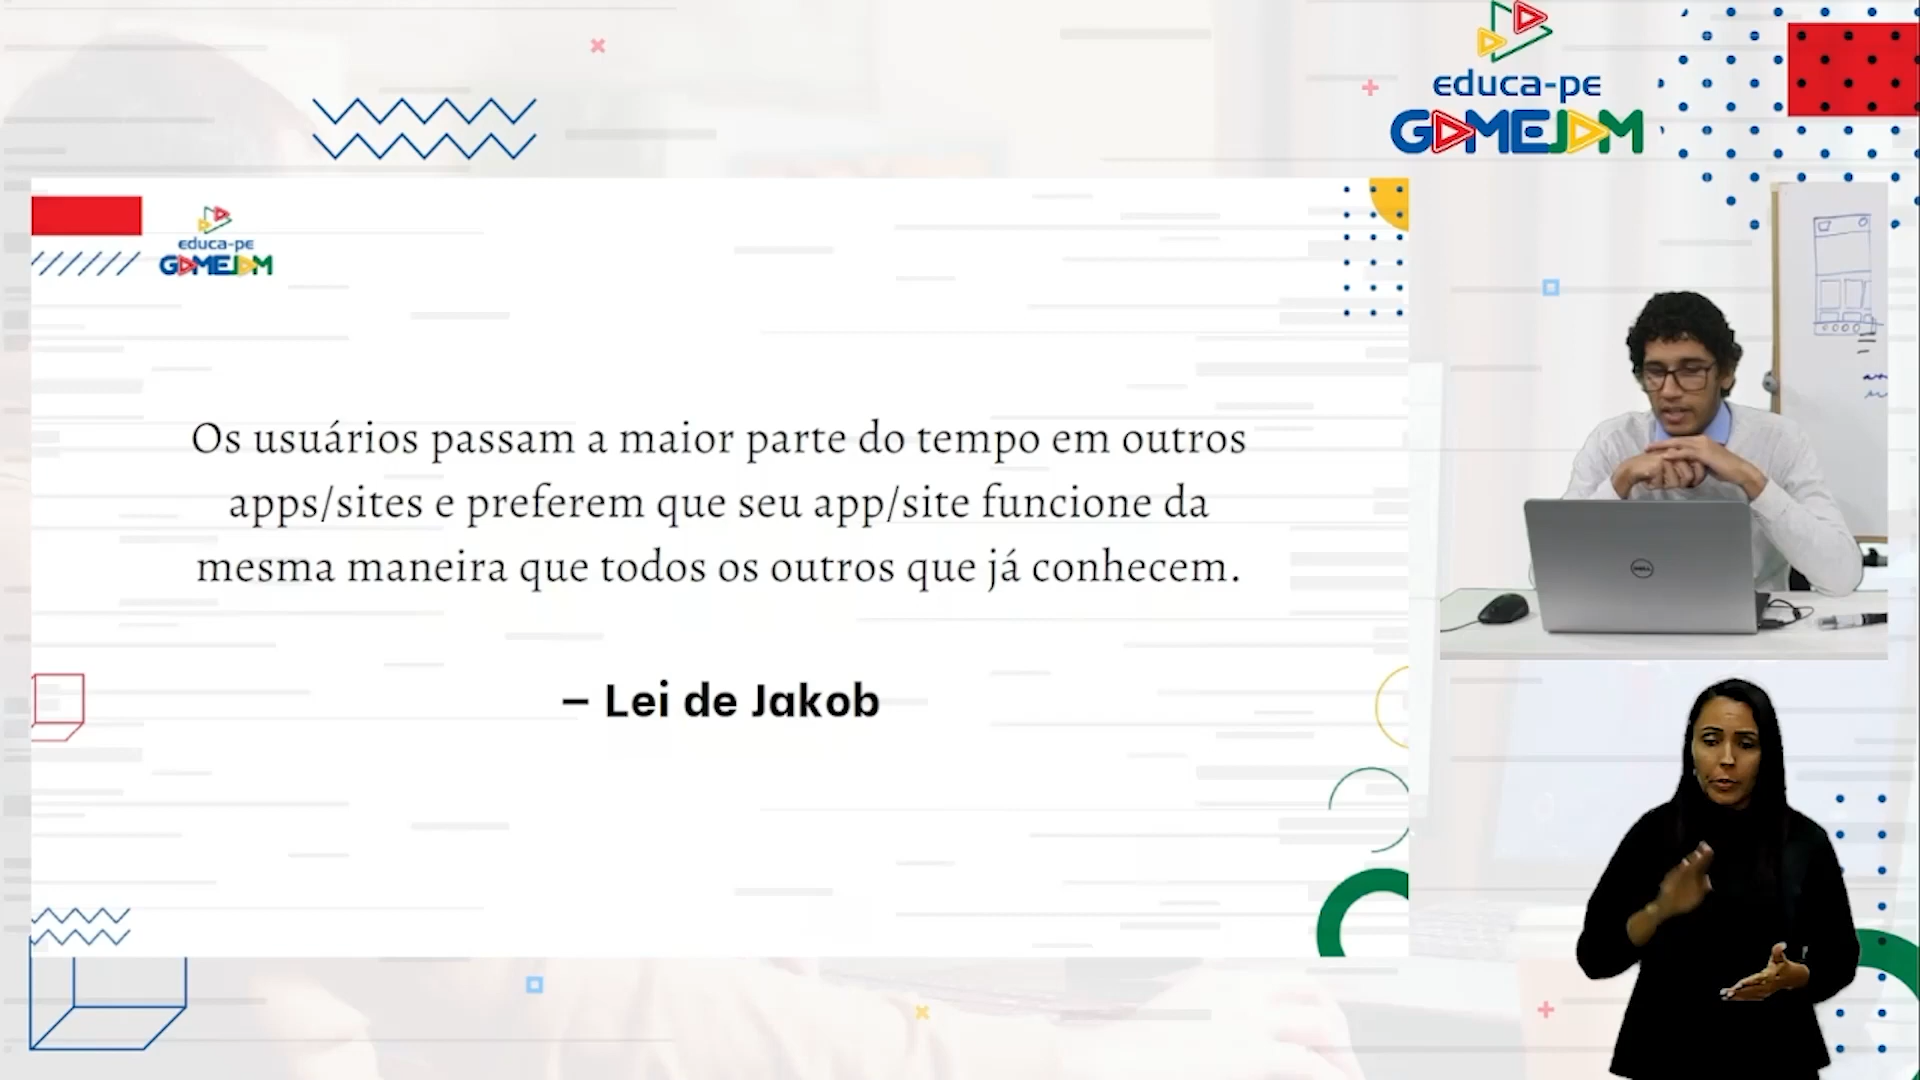 educa-pe
GAMEJAM
educa-pe
GAMEJAM
Os usuários passam a maior parte do tempo em outros
apps/sites e preferem que seu app/site funcione da
mesma maneira que todos os outros que já conhecem.
– Lei de Jakob
DELL